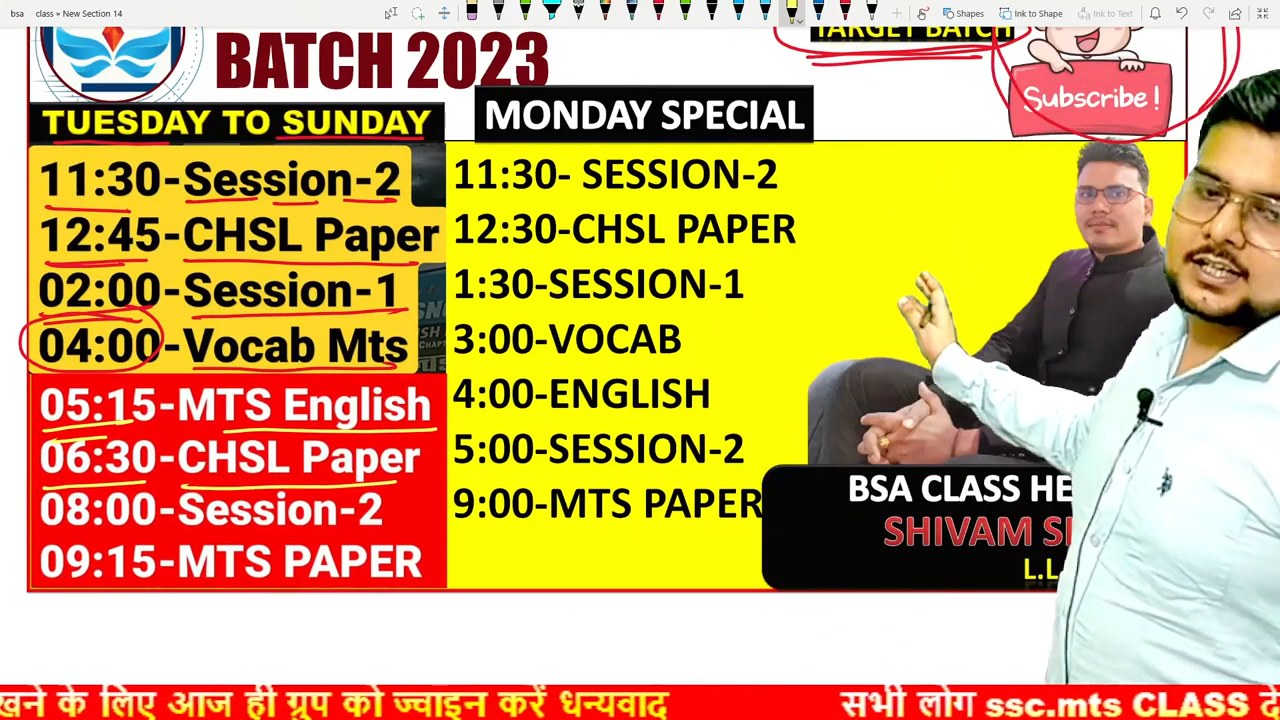 bsa class » New Section 14
Shapes Ink to Shape Ink to Text
BATCH 2023
TARGET BATCH
Subscribe !
TUESDAY TO SUNDAY
11:30-Session-2
12:45-CHSL Paper
02:00-Session-1
04:00-Vocab Mts
05:15-MTS English
06:30-CHSL Paper
08:00-Session-2
09:15-MTS PAPER
MONDAY SPECIAL
11:30- SESSION-2
12:30-CHSL PAPER
1:30-SESSION-1
3:00-VOCAB
4:00-ENGLISH
5:00-SESSION-2
9:00-MTS PAPER
BSA CLASS HE
SHIVAM
L.L
खने के लिए आज ही ग्रुप को ज्वाइन करें धन्यवाद सभी लोग ssc.mts CLASS दे